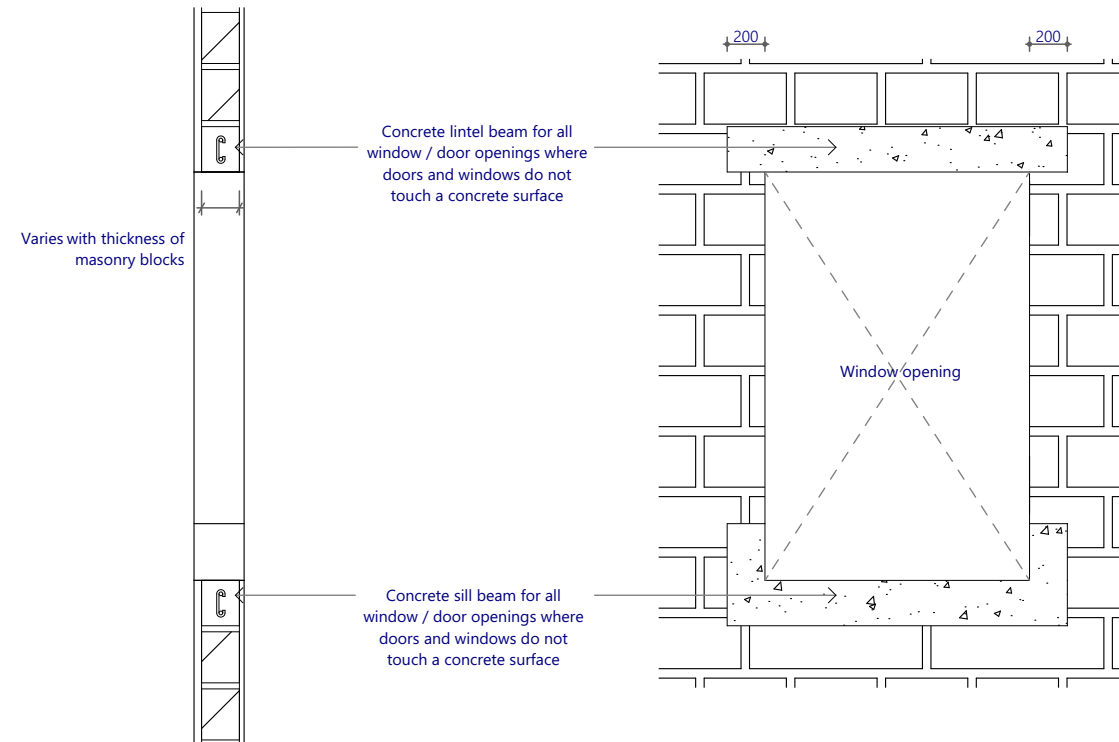 200
200
Concrete lintel beam for all
window / door openings where
doors and windows do not
touch a concrete surface
Varies with thickness of
masonry blocks
Window opening
Concrete sill beam for all
window / door openings where
doors and windows do not
touch a concrete surface